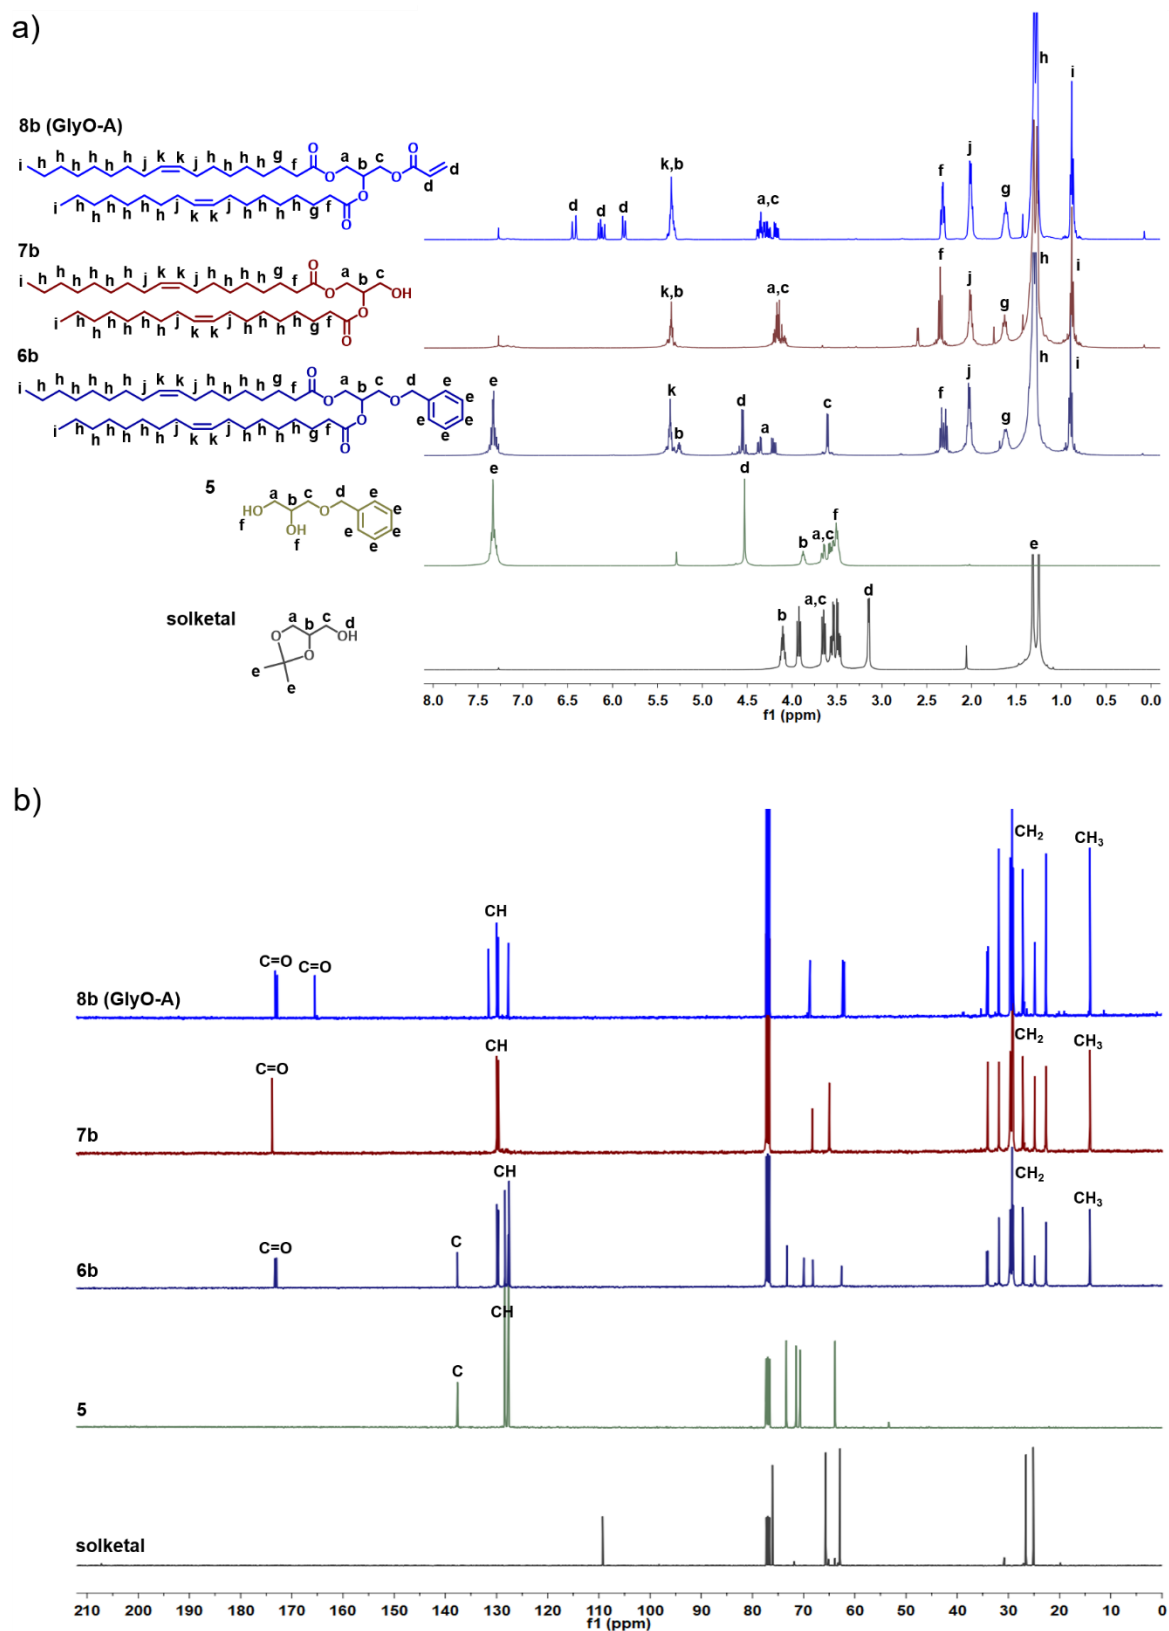 a)
h
i
8b (GlyO-A)
i h h h h h j k k j h h h h g f O a b c O O d
d
i h h h h h j k k j h h h h g f O O
d d d k,b a,c f j g
7b
i h h h h h j k k j h h h h g f O a b c OH
i h h h h h j k k j h h h h g f O O
k,b a,c f j g h i
6b
i h h h h h j k k j h h h h g f O a b c O d e e e e e
i h h h h h j k k j h h h h g f O O
e k b d a c f j g h i
5
HO a b c O d e e e e e
f OH f
e d b a,c f
solketal
a b c d
O O OH
e e
b a,c d e
8.0 7.5 7.0 6.5 6.0 5.5 5.0 4.5 4.0 3.5 3.0 2.5 2.0 1.5 1.0 0.5 0.0
f1 (ppm)
b)
CH2 CH3
CH
C=O C=O
8b (GlyO-A)
CH CH2 CH3
C=O
7b
CH CH2 CH3
C=O C
6b
CH
C
5
solketal
210 200 190 180 170 160 150 140 130 120 110 100 90 80 70 60 50 40 30 20 10 0
f1 (ppm)